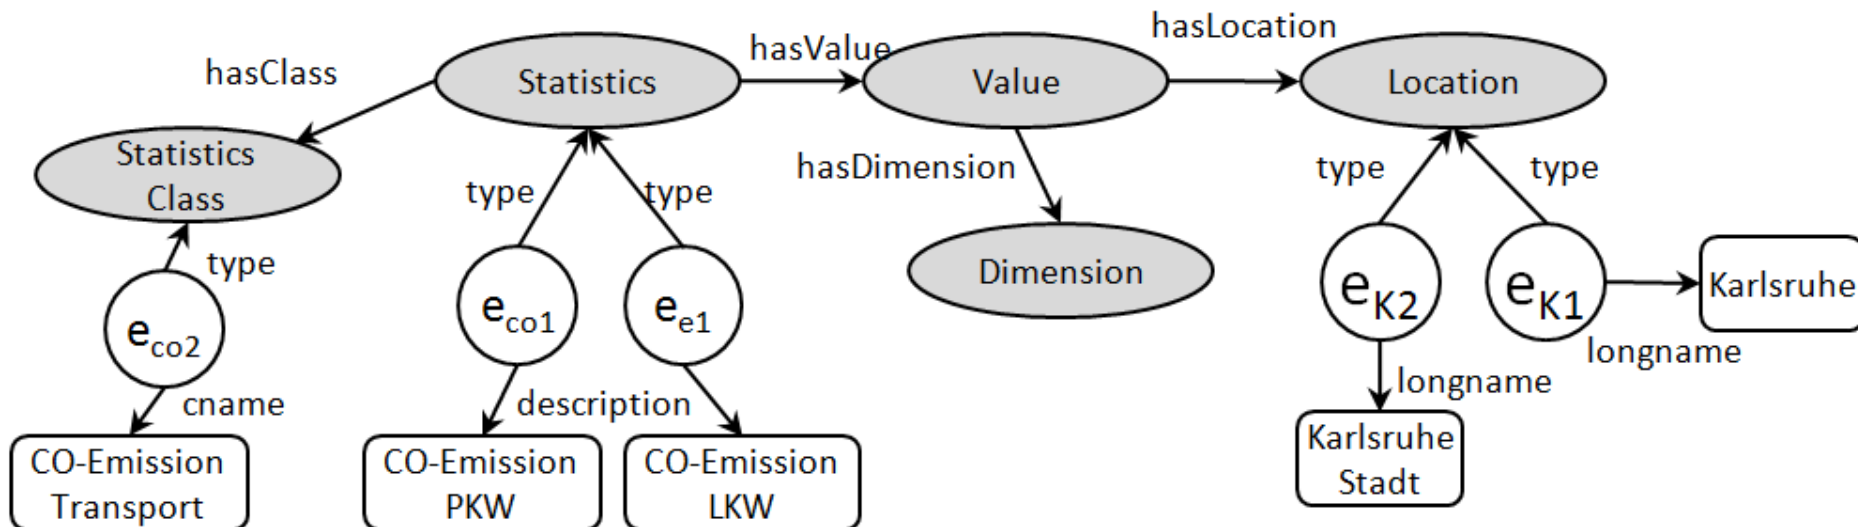 hasClass
Statistics
hasValue
Value
hasLocation
Location
Statistics
Class
type
type
hasDimension
type
type
type
Dimension
e_co2
e_co1
e_e1
e_K2
e_K1
Karlsruhe
longname
cname
description
longname
CO-Emission
Transport
CO-Emission
PKW
CO-Emission
LKW
Karlsruhe
Stadt